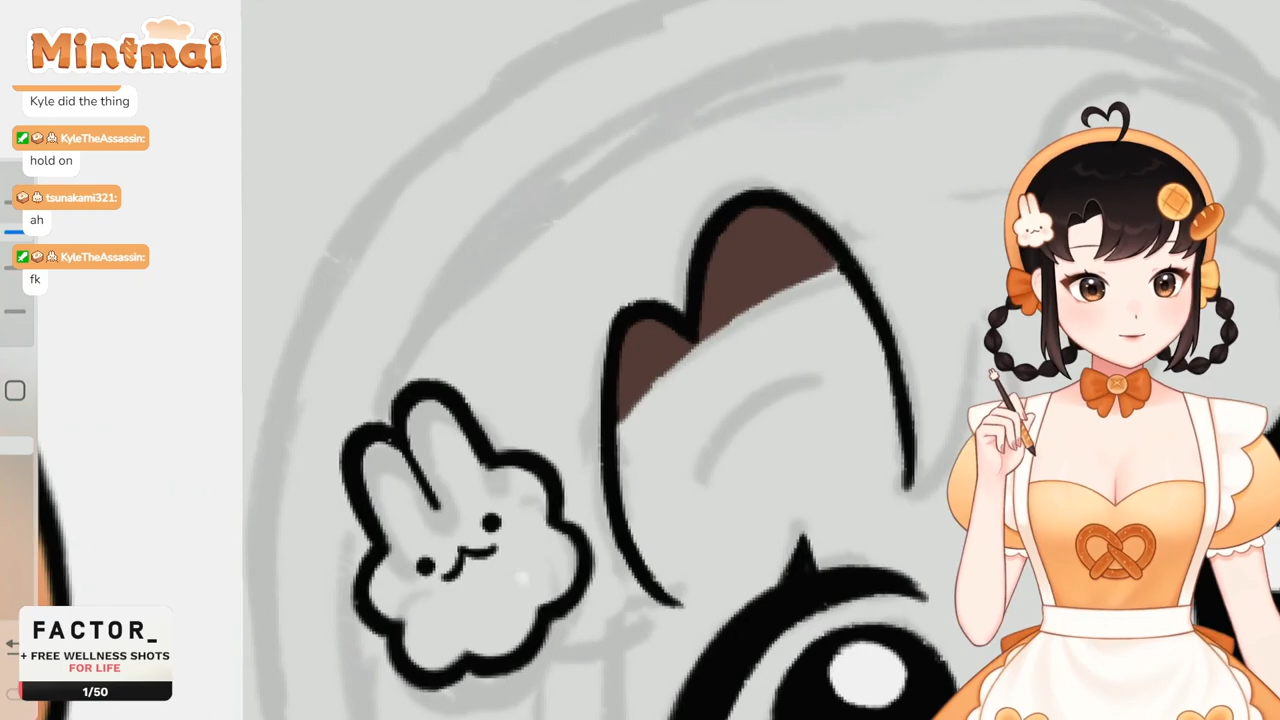 Mintmai
Kyle did the thing
KyleTheAssassin:
hold on
tsunakami321:
ah
KyleTheAssassin:
fk
FACTOR_
+ FREE WELLNESS SHOTS
FOR LIFE
1/50